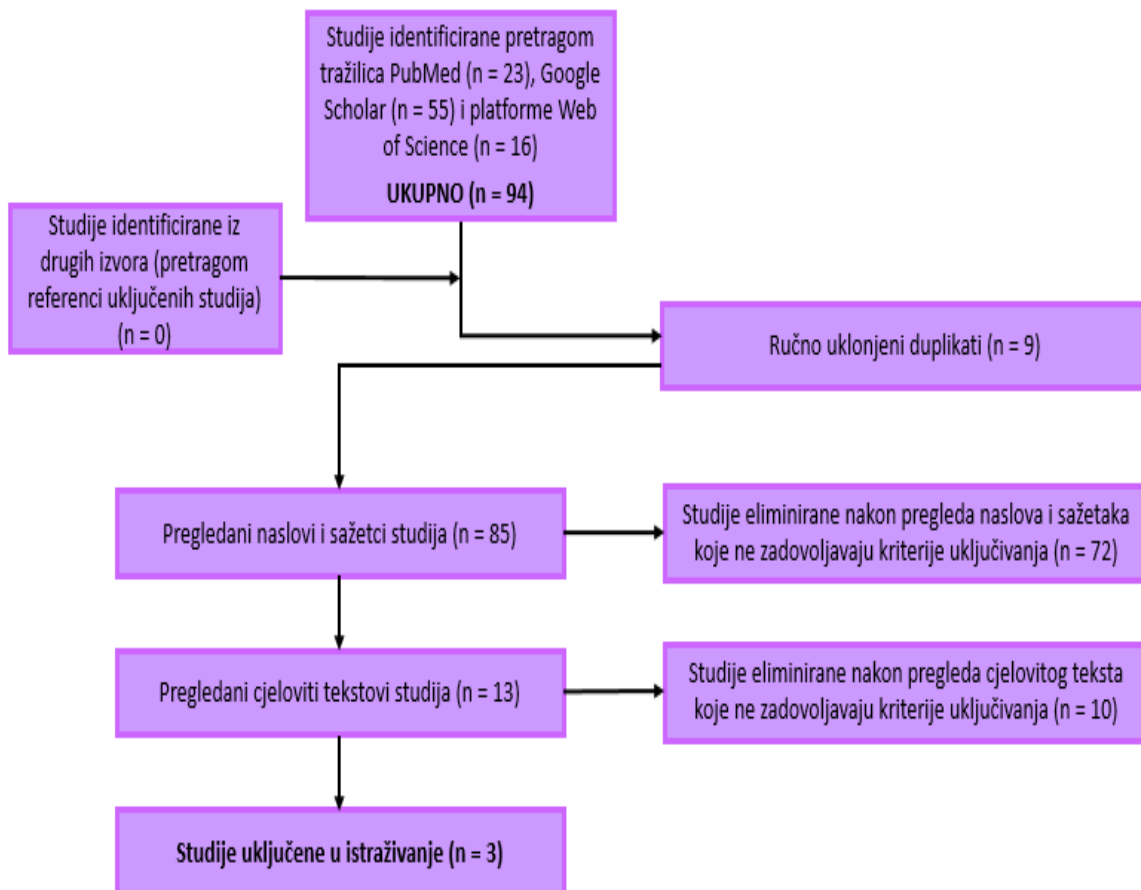 Studije identificirane pretragom
tražilica PubMed (n = 23), Google
Scholar (n = 55) i platforme Web
of Science (n = 16)
UKUPNO (n = 94)
Studije identificirane iz
drugih izvora (pretragom
referenci uključenih studija)
(n = 0)
Ručno uklonjeni duplikati (n = 9)
Pregledani naslovi i sažetci studija (n = 85)
Studije eliminirane nakon pregleda naslova i sažetaka
koje ne zadovoljavaju kriterije uključivanja (n = 72)
Pregledani cjeloviti tekstovi studija (n = 13)
Studije eliminirane nakon pregleda cjelovitog teksta
koje ne zadovoljavaju kriterije uključivanja (n = 10)
Studije uključene u istraživanje (n = 3)